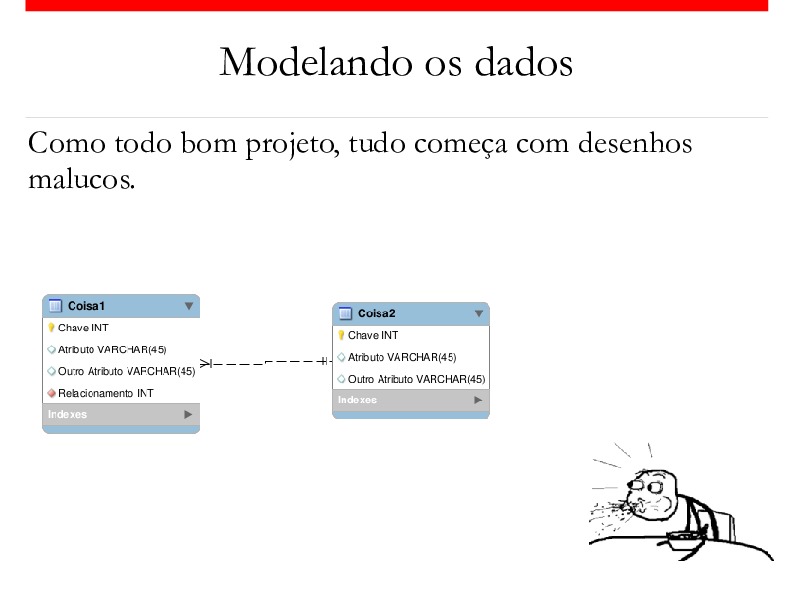 Modelando os dados
Como todo bom projeto, tudo começa com desenhos
malucos.
Coisa1
Chave INT
Atributo VARCHAR(45)
Outro Atributo VARCHAR(45)
Relacionamento INT
Indexes
Coisa2
Chave INT
Atributo VARCHAR(45)
Outro Atributo VARCHAR(45)
Indexes